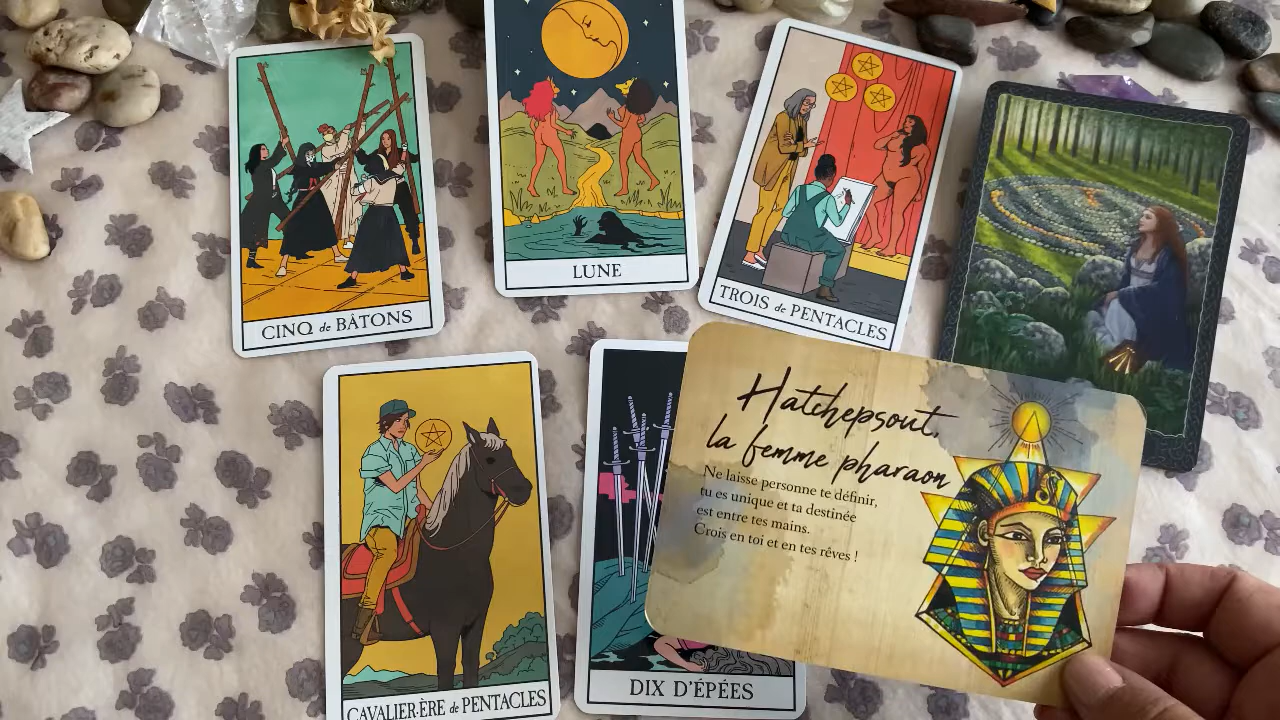 CINQ de BÂTONS
LUNE
TROIS de PENTACLES
Hatchepsout,
la femme pharaon
Ne laisse personne te définir,
tu es unique et ta destinée
est entre tes mains.
Crois en toi et en tes rêves !
CAVALIER·ÈRE de PENTACLES
DIX D'ÉPÉES